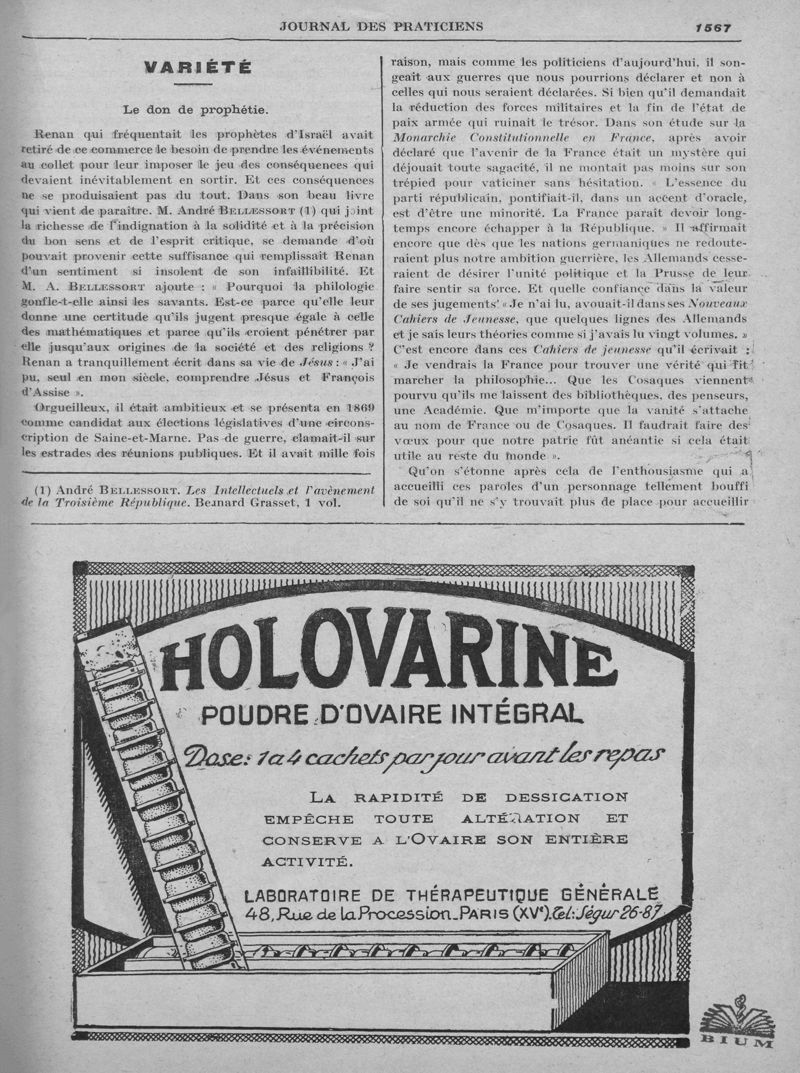 JOURNAL DES PRATICIENS
1567
VARIÉTÉ
Le don de prophétie.
Renan qui fréquentait les prophètes d'Israël avait
retiré de ce commerce le besoin de prendre les événements
au collet pour leur imposer le jeu des conséquences qui
devaient inévitablement en sortir. Et ces conséquences
ne se produisaient pas du tout. Dans son beau livre
qui vient de paraître. M. André BELLESSORT (1) qui joint
la richesse de l'indignation à la solidité et à la précision
du bon sens et de l'esprit critique, se demande d'où
pouvait provenir cette suffisance qui remplissait Renan
d'un sentiment si insolent de son infaillibilité. Et
M. A. BELLESSORT ajoute : « Pourquoi la philologie
gonfle-t-elle ainsi les savants. Est-ce parce qu'elle leur
donne une certitude qu'ils jugent presque égale à celle
des mathématiques et parce qu'ils croient pénétrer par
elle jusqu'aux origines de la société et des religions ?
Renan a tranquillement écrit dans sa vie de Jésus : « J'ai
pu, seul en mon siècle, comprendre Jésus et François
d'Assise ».
Orgueilleux, il était ambitieux et se présenta en 1869
comme candidat aux élections législatives d'une circons-
cription de Saine-et-Marne. Pas de guerre, clamait-il sur
les estrades des réunions publiques. Et il avait mille fois
(1) André BELLESSORT. Les Intellectuels et l'avènement
de la Troisième République. Bernard Grasset, 1 vol.
raison, mais comme les politiciens d'aujourd'hui, il son-
geait aux guerres que nous pourrions déclarer et non à
celles qui nous seraient déclarées. Si bien qu'il demandait
la réduction des forces militaires et la fin de l'état de
paix armée qui ruinait le trésor. Dans son étude sur la
Monarchie Constitutionnelle en France, après avoir
déclaré que l'avenir de la France était un mystère qui
déjouait toute sagacité, il ne montait pas moins sur son
trépied pour vaticiner sans hésitation. « L'essence du
parti républicain, pontifiait-il, dans un accent d'oracle,
est d'être une minorité. La France paraît devoir long-
temps encore échapper à la République. » Il affirmait
encore que dès que les nations germaniques ne redoute-
raient plus notre ambition guerrière, les Allemands cesse-
raient de désirer l'unité politique et la Prusse de leur
faire sentir sa force. Et quelle confiance dans la valeur
de ses jugements « Je n'ai lu, avouait-il dans ses Nouveaux
Cahiers de Jeunesse, que quelques lignes des Allemands
et je sais leurs théories comme si j'avais lu vingt volumes. »
C'est encore dans ces Cahiers de jeunesse qu'il écrivait :
« Je vendrais la France pour trouver une vérité qui fit
marcher la philosophie... Que les Cosaques viennent
pourvu qu'ils me laissent des bibliothèques, des penseurs,
une Académie. Que m'importe que la vanité s'attache
au nom de France ou de Cosaques. Il faudrait faire des
vœux pour que notre patrie fût anéantie si cela était
utile au reste du monde ».
Qu'on s'étonne après cela de l'enthousiasme qui a
accueilli ces paroles d'un personnage tellement bouffi
de soi qu'il ne s'y trouvait plus de place pour accueillir
HOLOVARINE
POUDRE D'OVAIRE INTÉGRAL
Dose: 1 a 4 cachets par jour avant les repas
LA RAPIDITÉ DE DESSICATION
EMPÊCHE TOUTE ALTÉRATION ET
CONSERVE A L'OVAIRE SON ENTIÈRE
ACTIVITÉ.
LABORATOIRE DE THÉRAPEUTIQUE GÉNÉRALE
48, Rue de la Procession_PARIS (XVe). Tél: Ségur 26-87
BIUM